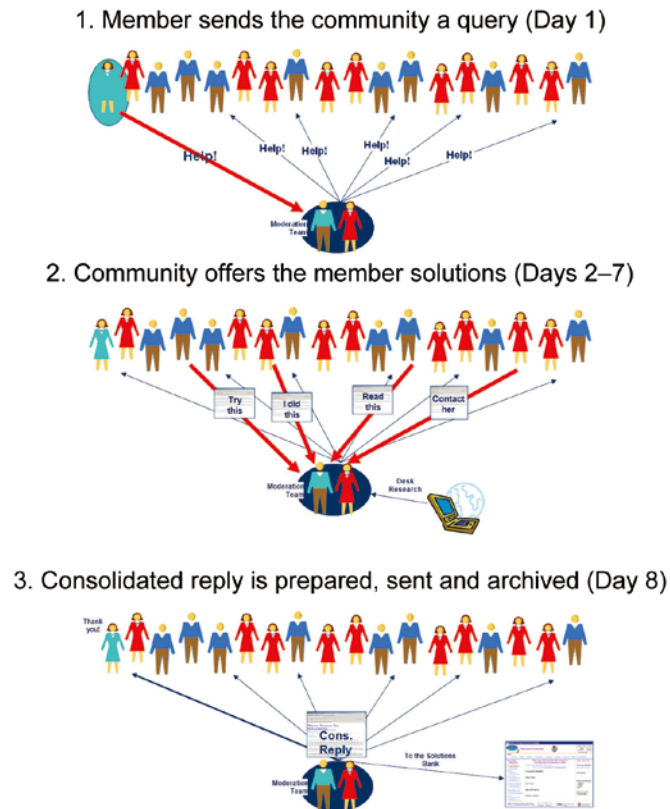 1. Member sends the community a query (Day 1)
Help!
Help!
Help!
Help!
Help!
Help!
Moderation
Team
2. Community offers the member solutions (Days 2–7)
Try
this
I did
this
Read
this
Contact
her
Moderation
Team
Desk
Research
3. Consolidated reply is prepared, sent and archived (Day 8)
Thank
you!
Cons.
Reply
To the Solutions
Bank
Moderation
Team